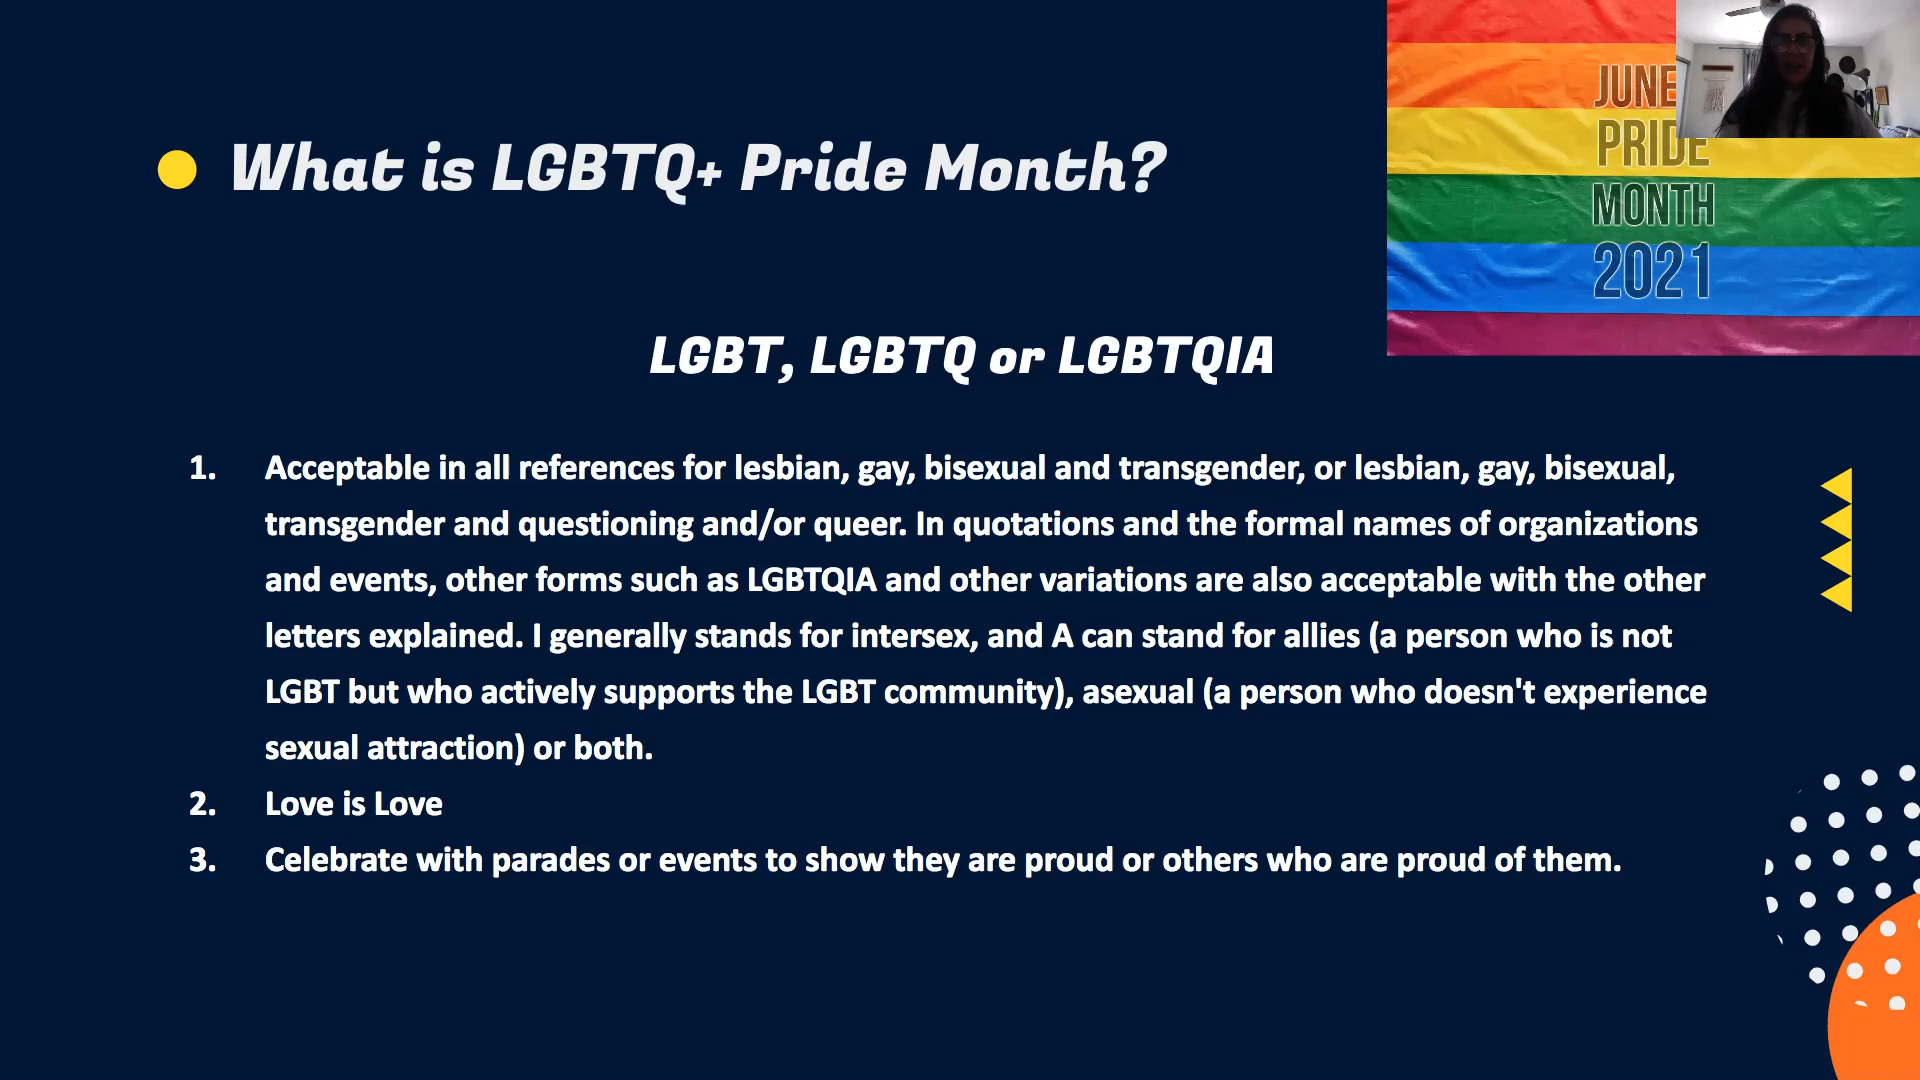 What is LGBTQ+ Pride Month?
JUNE
PRIDE
MONTH
2021
LGBT, LGBTQ or LGBTQIA
1. Acceptable in all references for lesbian, gay, bisexual and transgender, or lesbian, gay, bisexual,
transgender and questioning and/or queer. In quotations and the formal names of organizations
and events, other forms such as LGBTQIA and other variations are also acceptable with the other
letters explained. I generally stands for intersex, and A can stand for allies (a person who is not
LGBT but who actively supports the LGBT community), asexual (a person who doesn't experience
sexual attraction) or both.
2. Love is Love
3. Celebrate with parades or events to show they are proud or others who are proud of them.